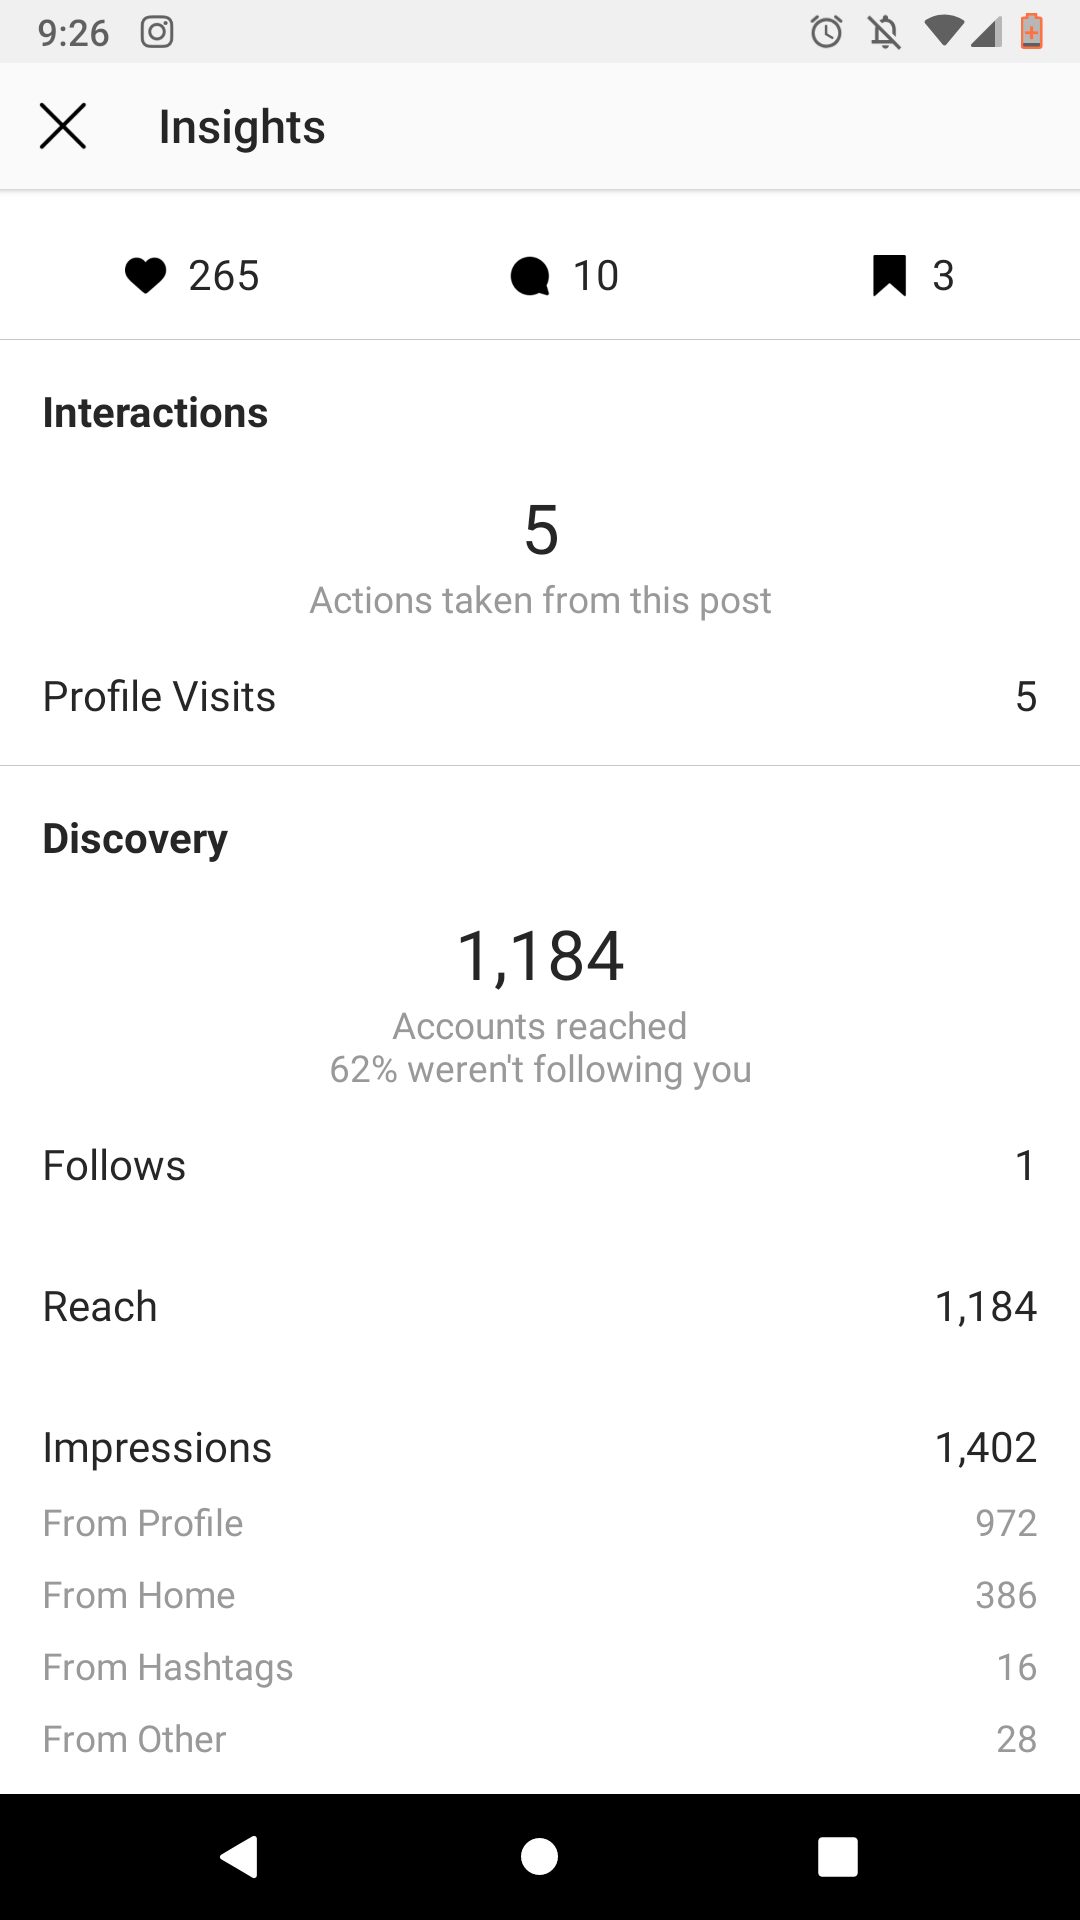 9:26
Insights
265 10 3
Interactions
5
Actions taken from this post
Profile Visits 5
Discovery
1,184
Accounts reached
62% weren't following you
Follows 1
Reach 1,184
Impressions 1,402
From Profile 972
From Home 386
From Hashtags 16
From Other 28